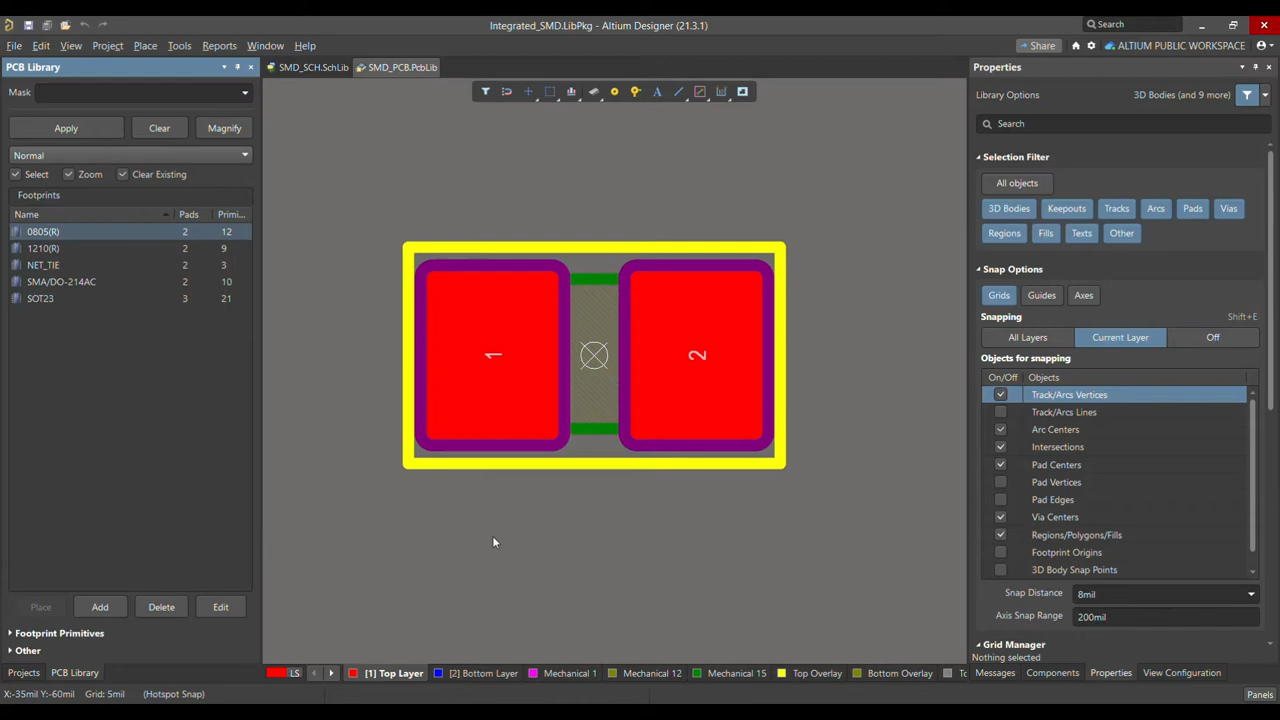 Integrated_SMD.LibPkg - Altium Designer (21.3.1)
Search
File Edit View Project Place Tools Reports Window Help
Share
ALTIUM PUBLIC WORKSPACE
PCB Library
SMD_SCH.SchLib
SMD_PCB.PcbLib
Properties
Mask
Library Options
3D Bodies (and 9 more)
Apply
Clear
Magnify
Search
Normal
Select
Zoom
Clear Existing
Selection Filter
Footprints
All objects
Name Pads Primi...
3D Bodies Keepouts Tracks Arcs Pads Vias
0805(R) 2 12
Regions Fills Texts Other
1210(R) 2 9
NET_TIE 2 3
Snap Options
SMA/DO-214AC 2 10
SOT23 3 21
Grids Guides Axes
Snapping
Shift+E
All Layers Current Layer Off
1
2
Objects for snapping
On/Off Objects
Track/Arcs Vertices
Track/Arcs Lines
Arc Centers
Intersections
Pad Centers
Pad Vertices
Pad Edges
Via Centers
Regions/Polygons/Fills
Footprint Origins
3D Body Snap Points
Snap Distance
8mil
Place
Add
Delete
Edit
Axis Snap Range
200mil
Footprint Primitives
Grid Manager
Other
Nothing selected
Projects
PCB Library
LS
[1] Top Layer
[2] Bottom Layer
Mechanical 1
Mechanical 12
Mechanical 15
Top Overlay
Bottom Overlay
Messages
Components
Properties
View Configuration
X:-35mil Y:-60mil Grid: 5mil (Hotspot Snap)
Panels